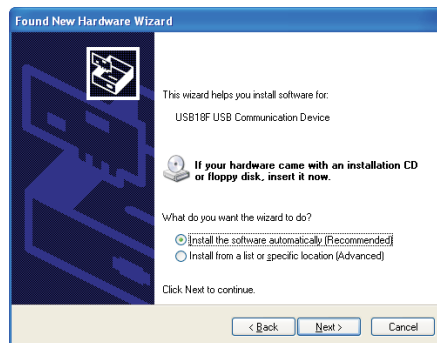 Found New Hardware Wizard
This wizard helps you install software for:
USB18F USB Communication Device
If your hardware came with an installation CD
or floppy disk, insert it now.
What do you want the wizard to do?
Install the software automatically (Recommended)
Install from a list or specific location (Advanced)
Click Next to continue.
< Back
Next >
Cancel